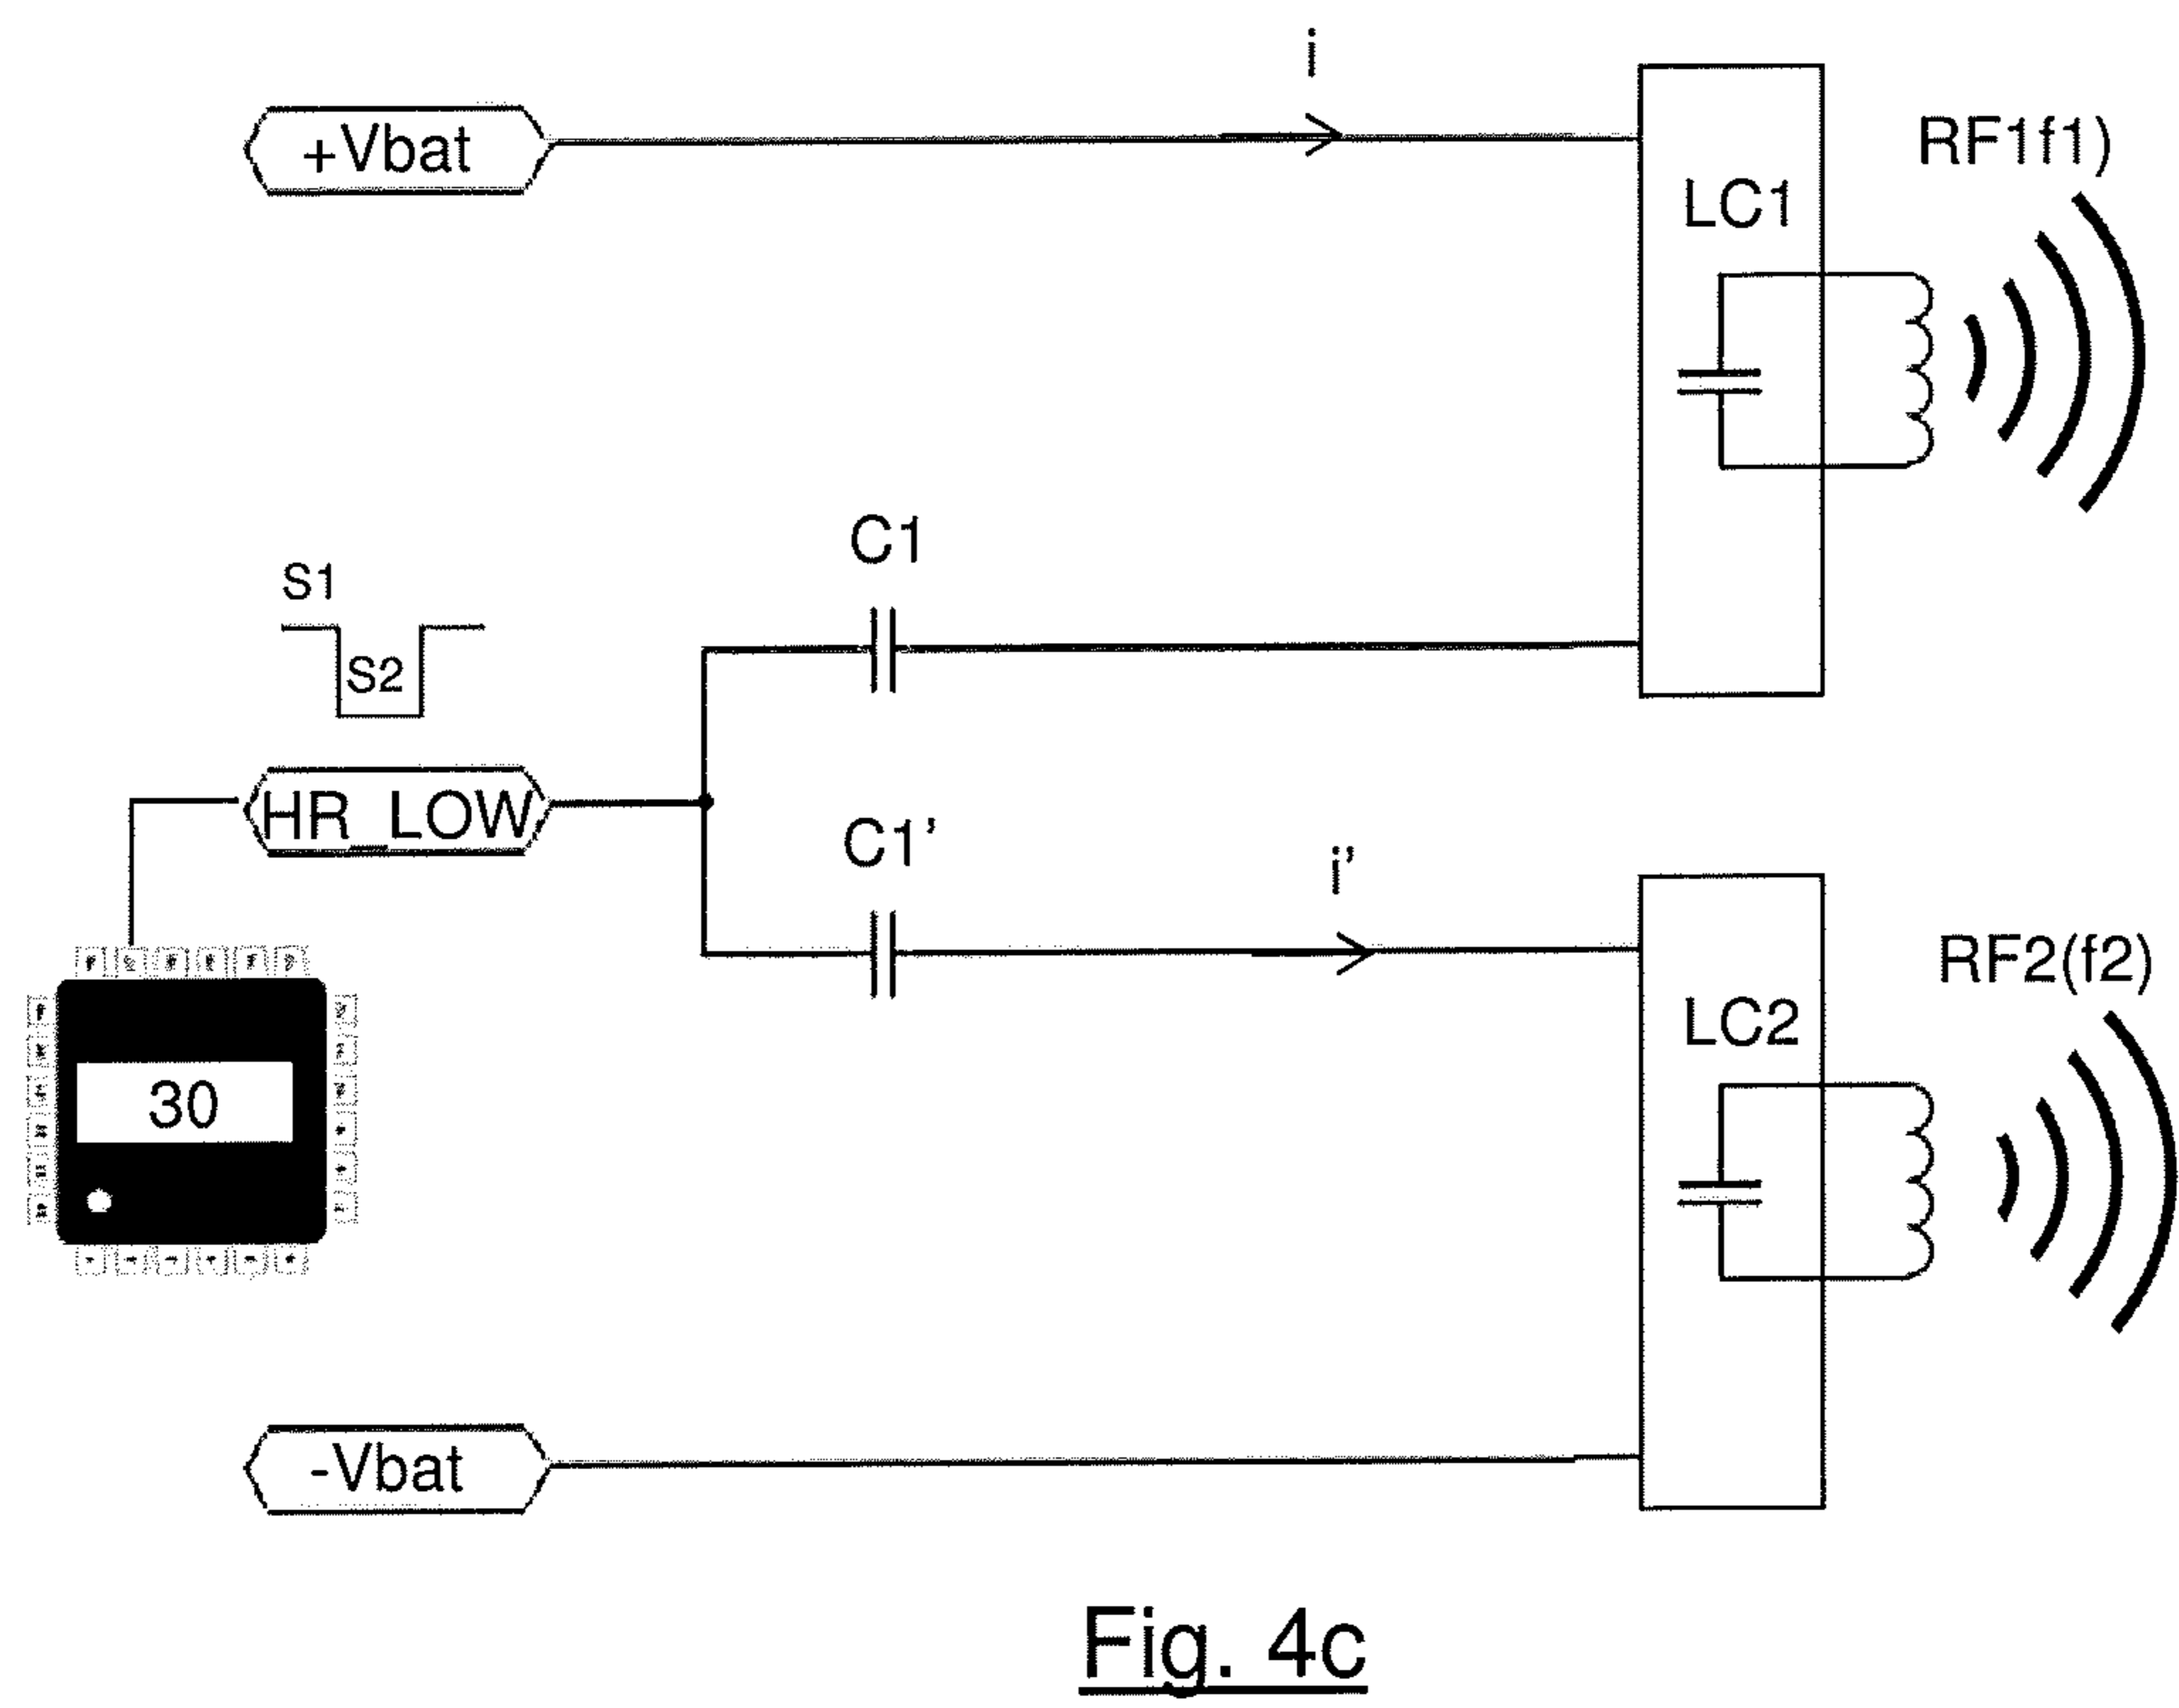 i
+Vbat
RF1f1)
LC1
C1
S1
S2
HR_LOW
C1’
i’
RF2(f2)
LC2
30
-Vbat
Fig. 4c